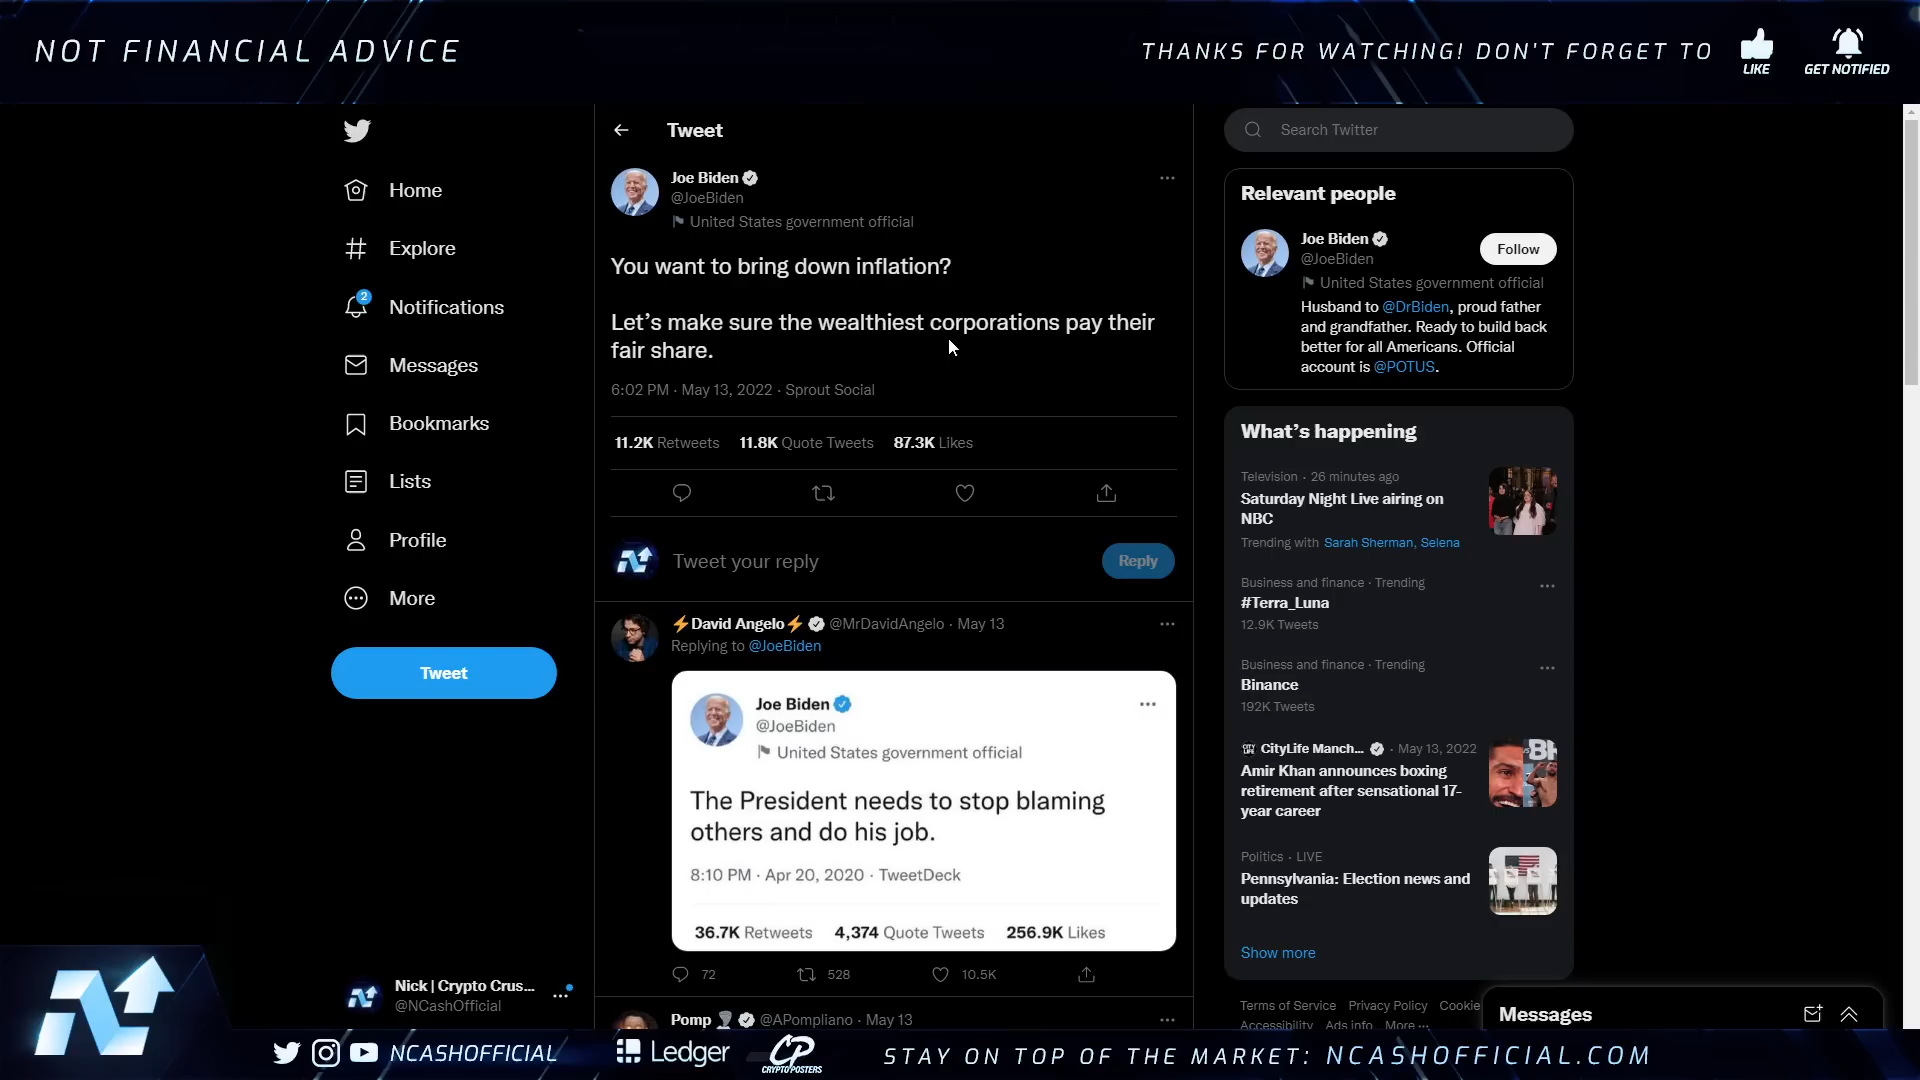 NOT FINANCIAL ADVICE
THANKS FOR WATCHING! DON'T FORGET TO
LIKE
GET NOTIFIED
Home
Explore
2
Notifications
Messages
Bookmarks
Lists
Profile
More
Tweet
Nick | Crypto Crus...
@NCashOfficial
Tweet
Joe Biden
@JoeBiden
United States government official
You want to bring down inflation?
Let’s make sure the wealthiest corporations pay their
fair share.
6:02 PM · May 13, 2022 · Sprout Social
11.2K Retweets 11.8K Quote Tweets 87.3K Likes
Tweet your reply
Reply
⚡David Angelo⚡ @MrDavidAngelo · May 13
Replying to @JoeBiden
Joe Biden
@JoeBiden
United States government official
The President needs to stop blaming
others and do his job.
8:10 PM · Apr 20, 2020 · TweetDeck
36.7K Retweets 4,374 Quote Tweets 256.9K Likes
72 528 10.5K
Pomp @APompliano · May 13
Search Twitter
Relevant people
Joe Biden
@JoeBiden
Follow
United States government official
Husband to @DrBiden, proud father
and grandfather. Ready to build back
better for all Americans. Official
account is @POTUS.
What’s happening
Television · 26 minutes ago
Saturday Night Live airing on
NBC
Trending with Sarah Sherman, Selena
Business and finance · Trending
#Terra_Luna
12.9K Tweets
Business and finance · Trending
Binance
192K Tweets
CityLife Manch... · May 13, 2022
Amir Khan announces boxing
retirement after sensational 17-
year career
Politics · LIVE
Pennsylvania: Election news and
updates
Show more
Terms of Service Privacy Policy Cookie
Accessibility Ads info More ...
Messages
NCASHOFFICIAL
Ledger
CP
CRYPTOPOSTERS
STAY ON TOP OF THE MARKET: NCASHOFFICIAL.COM